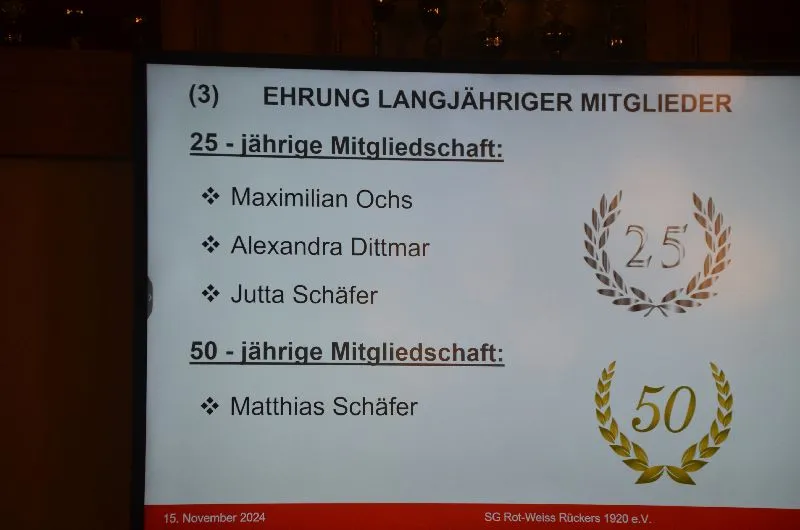 (3) EHRUNG LANGJÄHRIGER MITGLIEDER
25 - jährige Mitgliedschaft:
❖ Maximilian Ochs
❖ Alexandra Dittmar
25
❖ Jutta Schäfer
50 - jährige Mitgliedschaft:
❖ Matthias Schäfer
50
15. November 2024 SG Rot-Weiss Rückers 1920 e.V.